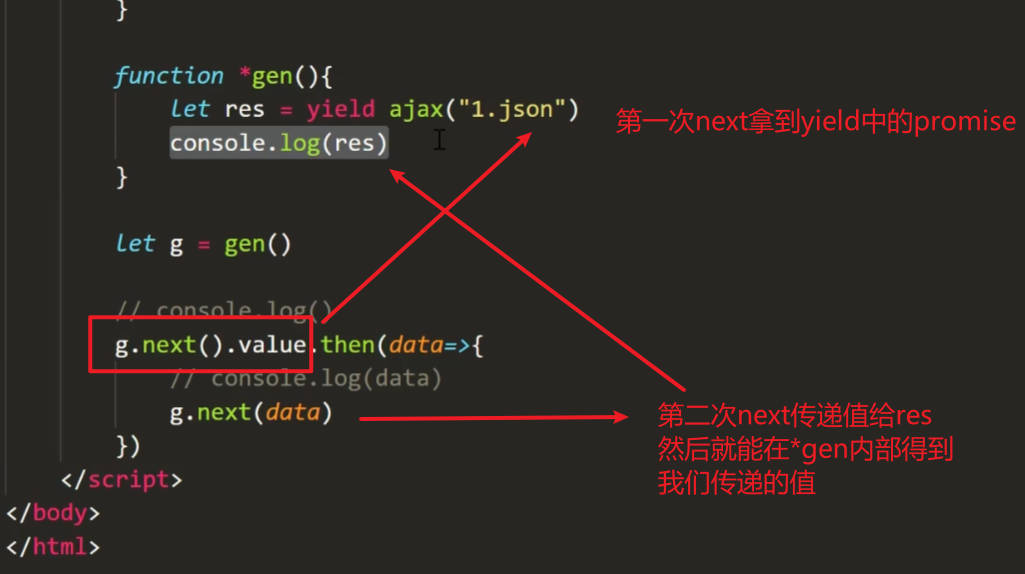 }
function *gen(){
let res = yield ajax("1.json")
第一次next拿到yield中的promise
console.log(res)
}
let g = gen()
// console.log()
g.next().value.then(data=>{
// console.log(data)
g.next(data)
第二次next传递值给res
然后就能在*gen内部得到
我们传递的值
})
</script>
</body>
</html>